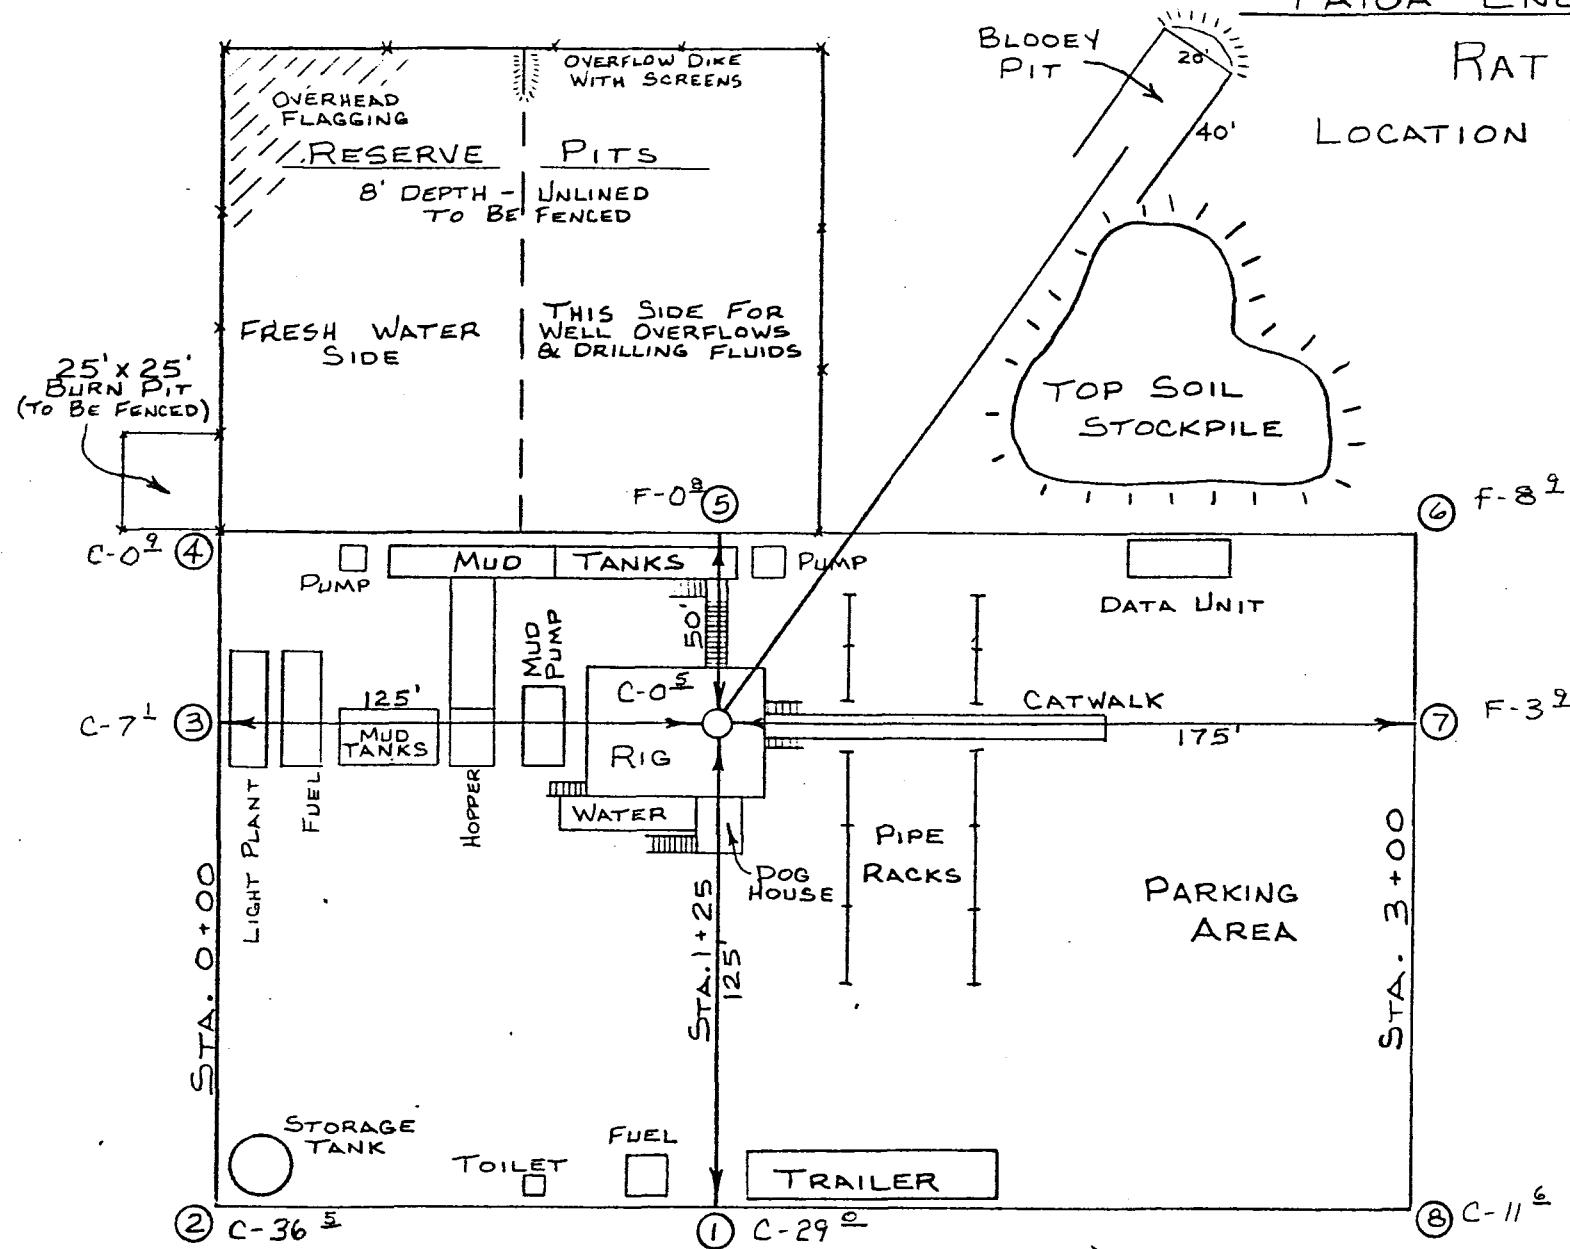 RAT
LOCATION
BLOOEY
PIT
20'
40'
OVERFLOW DIKE
WITH SCREENS
OVERHEAD
FLAGGING
RESERVE PITS
8' DEPTH - UNLINED
TO BE FENCED
FRESH WATER
SIDE
THIS SIDE FOR
WELL OVERFLOWS
& DRILLING FLUIDS
25' x 25'
BURN PIT
(TO BE FENCED)
TOP SOIL
STOCKPILE
F-0 8
5
6
F-8 9
C-0 9
4
PUMP
MUD TANKS
PUMP
DATA UNIT
50'
MUD
PUMP
C-0 5
CATWALK
125'
C-7 1
3
MUD
TANKS
RIG
175'
7
F-3 9
LIGHT PLANT
FUEL
HOPPER
WATER
DOG
HOUSE
PIPE
RACKS
PARKING
AREA
STA. 0+00
STA. 1+25
125'
STA. 3+00
STORAGE
TANK
TOILET
FUEL
TRAILER
2
C-36 5
1
C-29 0
8
C-11 6